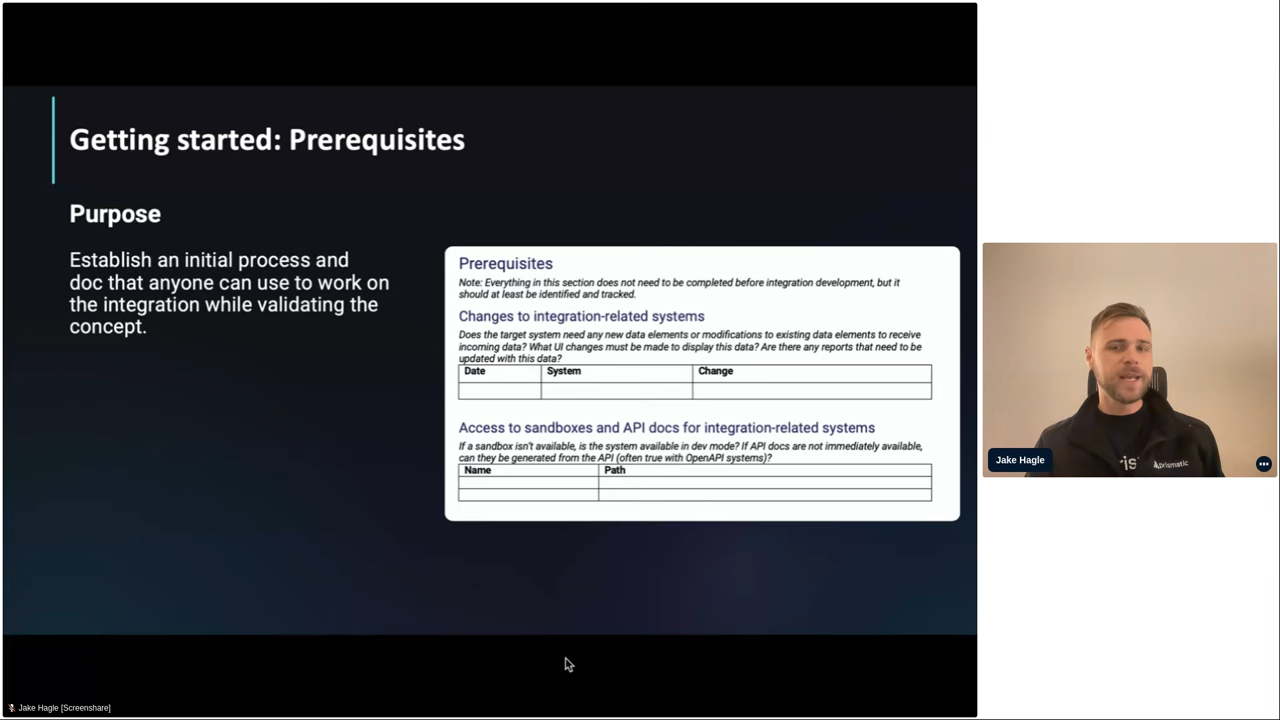 Getting started: Prerequisites
Purpose
Establish an initial process and
doc that anyone can use to work on
the integration while validating the
concept.
Prerequisites
Note: Everything in this section does not need to be completed before integration development, but it
should at least be identified and tracked.
Changes to integration-related systems
Does the target system need any new data elements or modifications to existing data elements to receive
incoming data? What UI changes must be made to display this data? Are there any reports that need to be
updated with this data?
Date System Change
Access to sandboxes and API docs for integration-related systems
If a sandbox isn't available, is the system available in dev mode? If API docs are not immediately available,
can they be generated from the API (often true with OpenAPI systems)?
Name Path
Jake Hagle
prismatic
Jake Hagle [Screenshare]